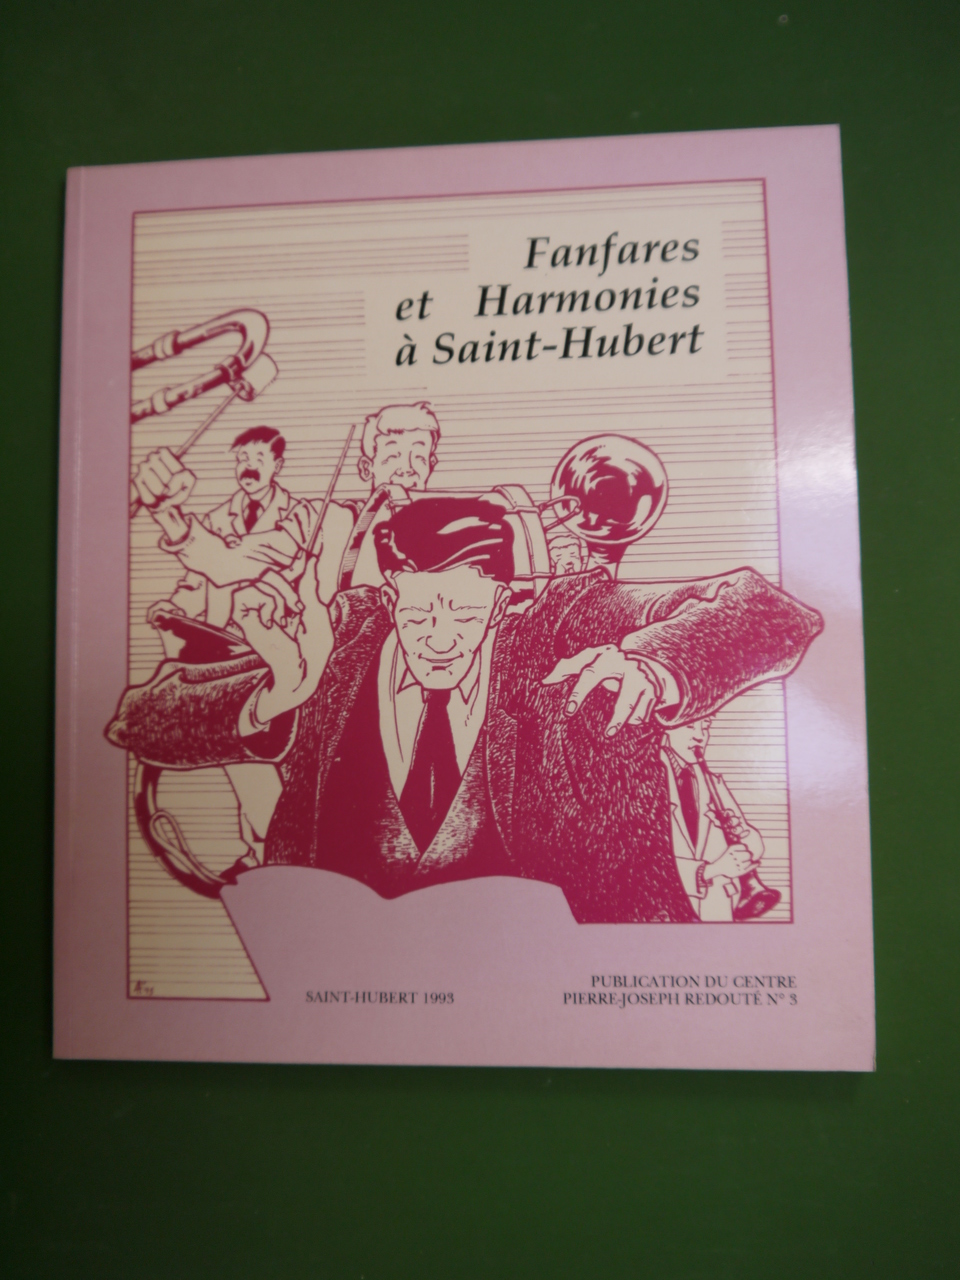 Fanfares
et Harmonies
à Saint-Hubert
SAINT-HUBERT 1993
PUBLICATION DU CENTRE
PIERRE-JOSEPH REDOUTÉ N° 3